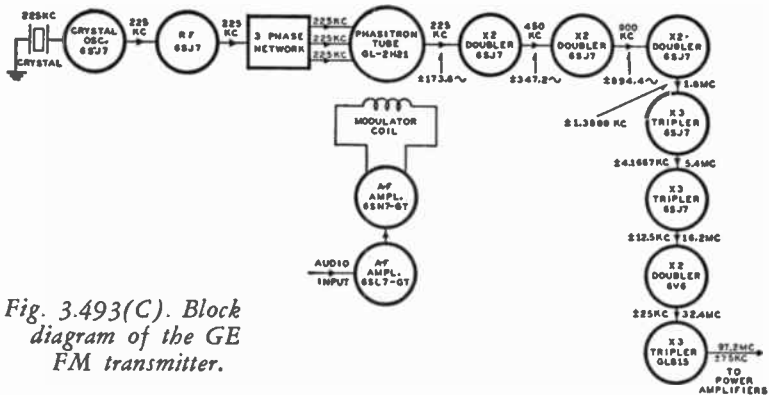 225KC
CRYSTAL
CRYSTAL
OSC.
6SJ7
225
KC
R F
6SJ7
225
KC
3 PHASE
NETWORK
225KC
225KC
225KC
PHASITRON
TUBE
GL-2H21
225
KC
±173.6~
X2
DOUBLER
6SJ7
450
KC
±347.2~
X2
DOUBLER
6SJ7
900
KC
±694.4~
X2
DOUBLER
6SJ7
1.8MC
±1.3888 KC
X3
TRIPLER
6SJ7
±4.1667KC
5.4MC
X3
TRIPLER
6SJ7
±12.5KC
16.2MC
X2
DOUBLER
6V6
±25KC
32.4MC
X3
TRIPLER
GL815
97.2MC
±75KC
TO
POWER
AMPLIFIERS
MODULATOR
COIL
A-F
AMPL.
6SN7-GT
AUDIO
INPUT
A-F
AMPL.
6SL7-GT
Fig. 3.493(C). Block
diagram of the GE
FM transmitter.